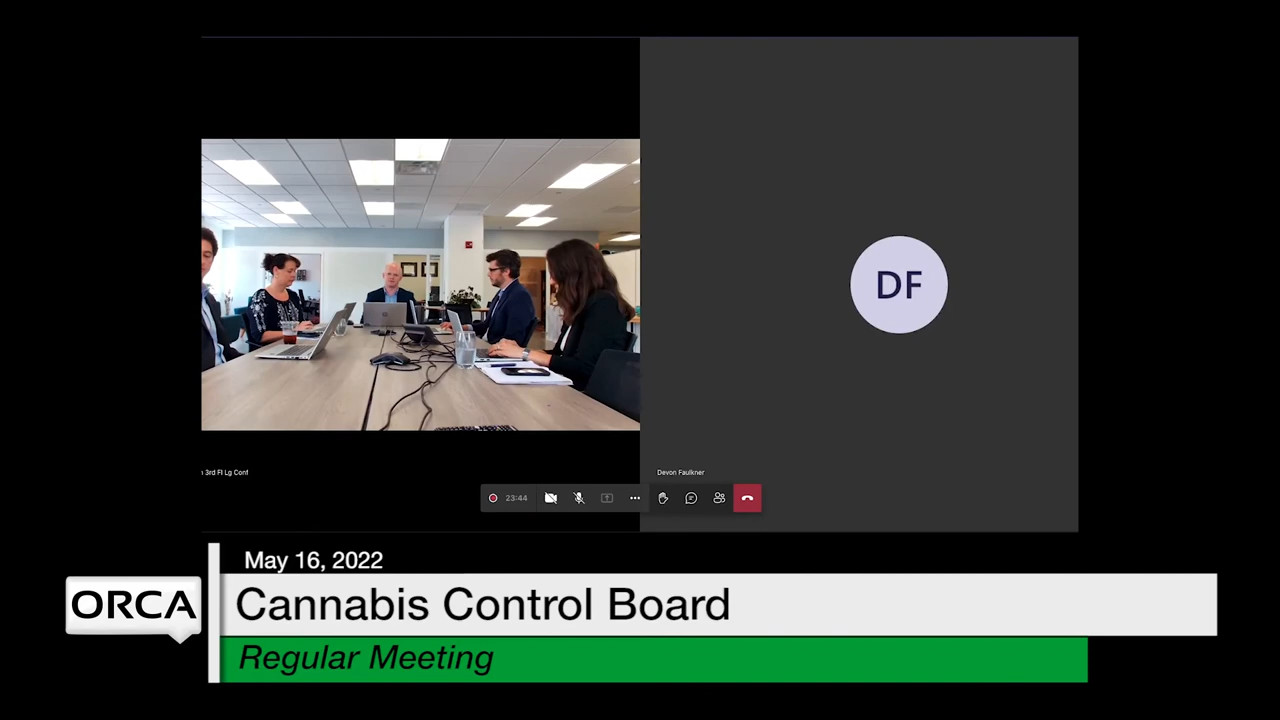 DF
3rd Fl Lg Conf
Devon Faulkner
23:44
May 16, 2022
ORCA
Cannabis Control Board
Regular Meeting